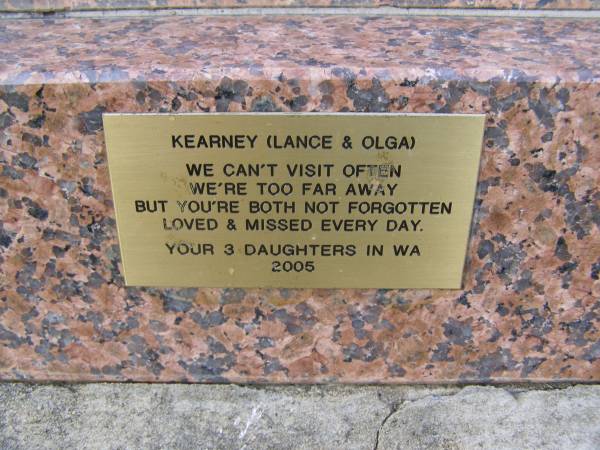 KEARNEY (LANCE & OLGA)
WE CAN'T VISIT OFTEN
WE'RE TOO FAR AWAY
BUT YOU'RE BOTH NOT FORGOTTEN
LOVED & MISSED EVERY DAY.
YOUR 3 DAUGHTERS IN WA
2005